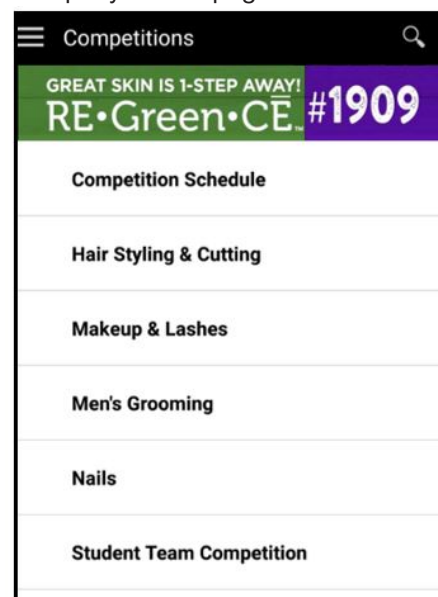 Competitions
GREAT SKIN IS 1-STEP AWAY!
RE•Green•CĒ™ #1909
Competition Schedule
Hair Styling & Cutting
Makeup & Lashes
Men's Grooming
Nails
Student Team Competition